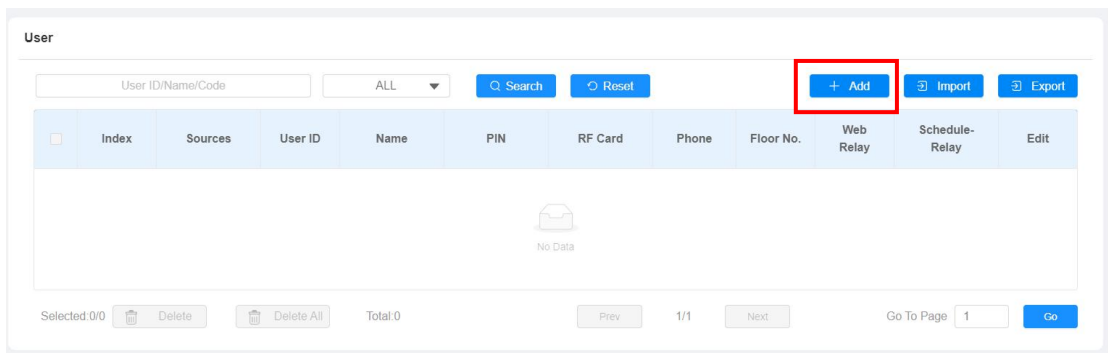 User
User ID/Name/Code ALL Search Reset + Add Import Export
Index Sources User ID Name PIN RF Card Phone Floor No. Web Relay Schedule-Relay Edit
No Data
Selected:0/0 Delete Delete All Total:0 Prev 1/1 Next Go To Page 1 Go